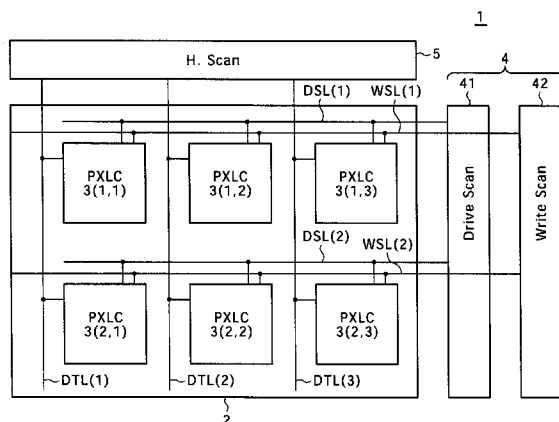 1
H. Scan
5
4
41
42
DSL(1)
WSL(1)
PXLC
3(1,1)
PXLC
3(1,2)
PXLC
3(1,3)
Drive Scan
Write Scan
DSL(2)
WSL(2)
PXLC
3(2,1)
PXLC
3(2,2)
PXLC
3(2,3)
DTL(1)
DTL(2)
DTL(3)
2